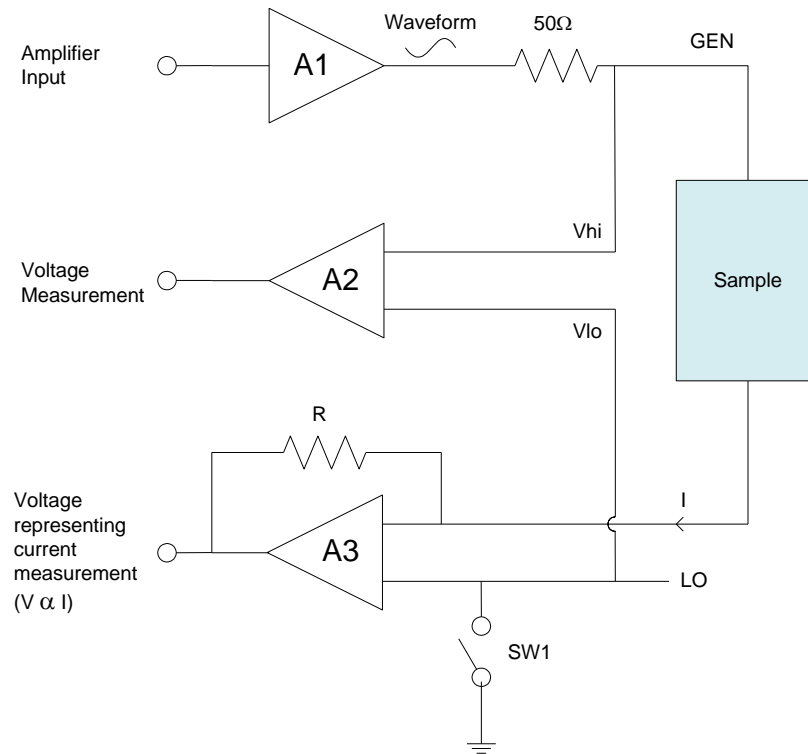 Waveform
50Ω
GEN
Amplifier
Input
A1
Vhi
Voltage
Measurement
A2
Sample
Vlo
R
Voltage
representing
current
measurement
(V α I)
A3
I
LO
SW1